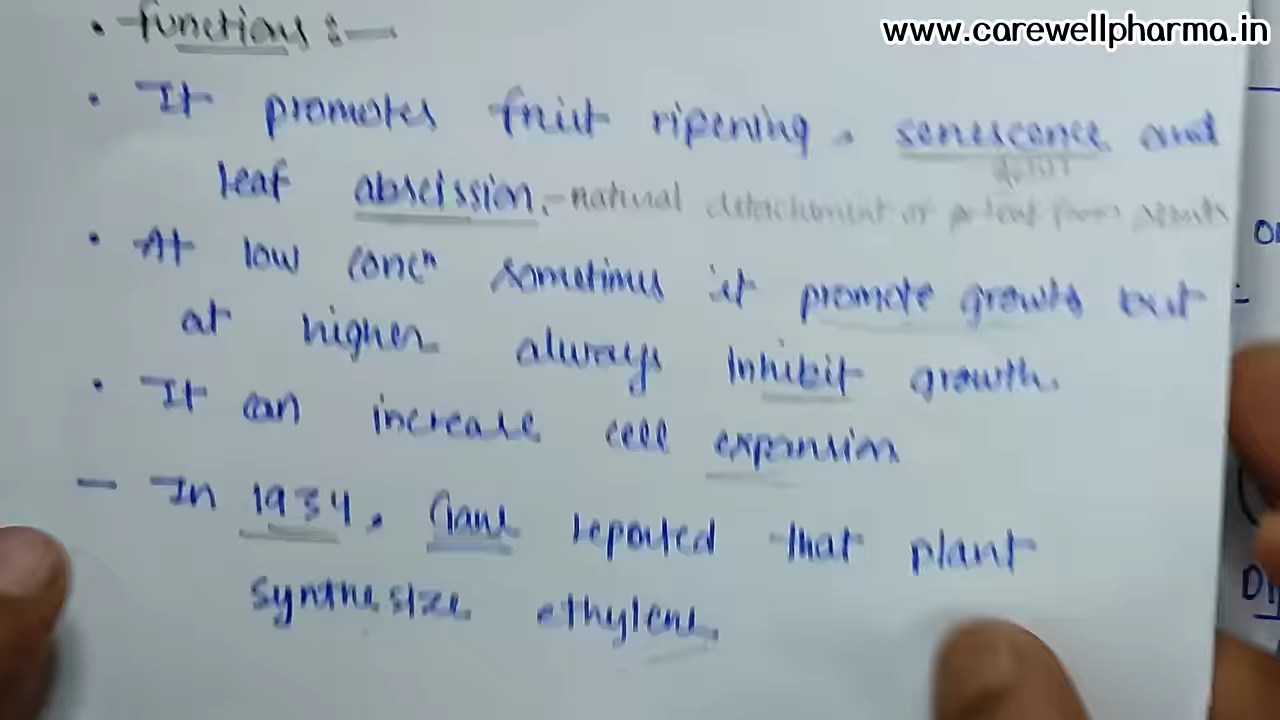 www.carewellpharma.in
• functions :—
• It promotes fruit ripening, senescence and
leaf abscission.-natural detachment of
• At low concn sometimes it promote growth but
at higher always inhibit growth.
• It can increase cell expansion
- In 1934, Gane reported that plant
synthesize ethylene.